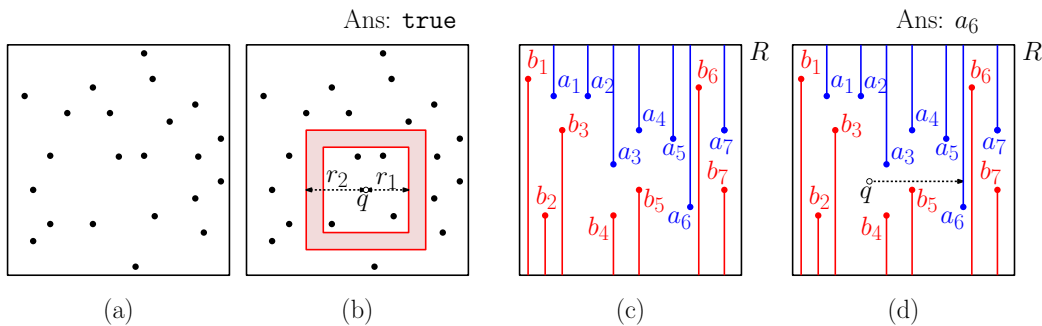 Ans: true
Ans: a₆
R
R
b₁
a₁
a₂
b₆
b₃
a₄
a₅
a₇
a₃
b₇
b₂
b₅
b₄
a₆
b₁
a₁
a₂
b₆
b₃
a₄
a₅
a₇
a₃
b₇
q
b₂
b₅
b₄
a₆
r₂
r₁
q
(a)
(b)
(c)
(d)